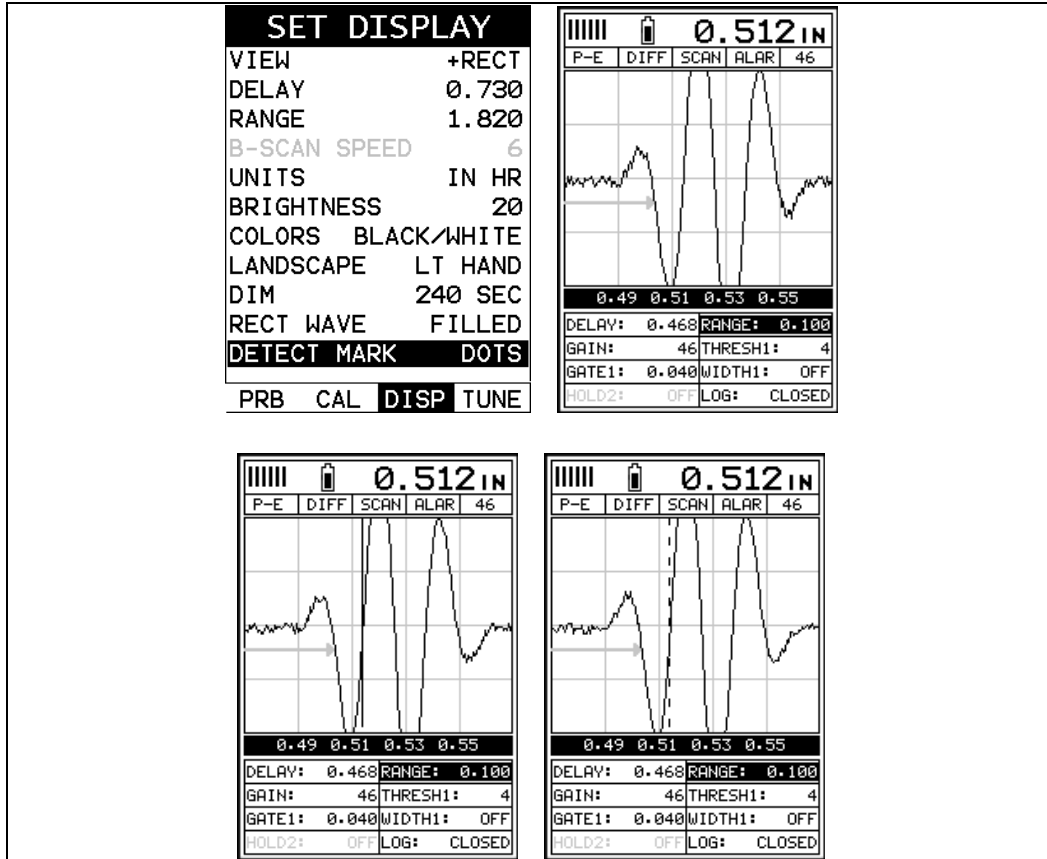 SET DISPLAY
VIEW +RECT
DELAY 0.730
RANGE 1.820
B-SCAN SPEED 6
UNITS IN HR
BRIGHTNESS 20
COLORS BLACK/WHITE
LANDSCAPE LT HAND
DIM 240 SEC
RECT WAVE FILLED
DETECT MARK DOTS
PRB CAL DISP TUNE
0.512 IN
P-E DIFF SCAN ALAR 46
0.49 0.51 0.53 0.55
DELAY: 0.468 RANGE: 0.100
GAIN: 46 THRESH1: 4
GATE1: 0.040 WIDTH1: OFF
HOLD2: OFF LOG: CLOSED
0.512 IN
P-E DIFF SCAN ALAR 46
0.49 0.51 0.53 0.55
DELAY: 0.468 RANGE: 0.100
GAIN: 46 THRESH1: 4
GATE1: 0.040 WIDTH1: OFF
HOLD2: OFF LOG: CLOSED
0.512 IN
P-E DIFF SCAN ALAR 46
0.49 0.51 0.53 0.55
DELAY: 0.468 RANGE: 0.100
GAIN: 46 THRESH1: 4
GATE1: 0.040 WIDTH1: OFF
HOLD2: OFF LOG: CLOSED